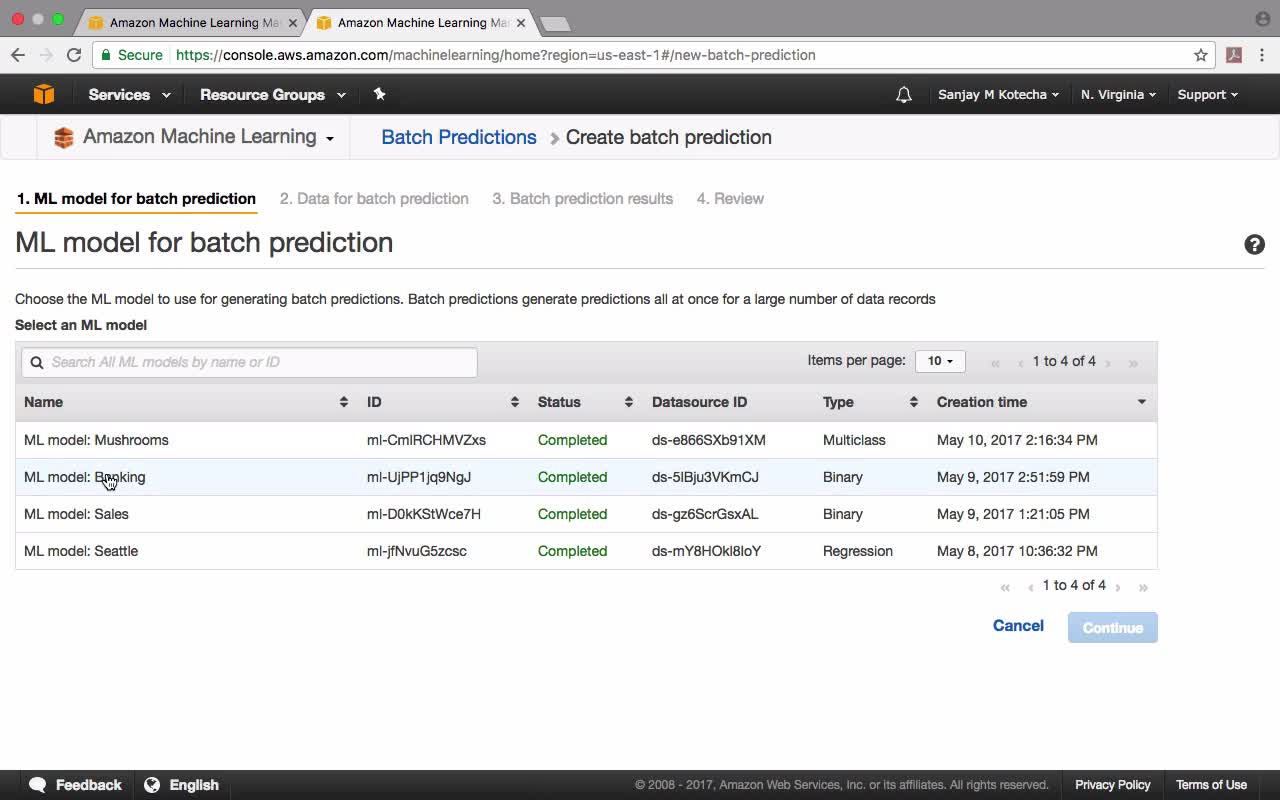 Amazon Machine Learning Ma
Amazon Machine Learning Ma
Secure https://console.aws.amazon.com/machinelearning/home?region=us-east-1#/new-batch-prediction
Services Resource Groups Sanjay M Kotecha N. Virginia Support
Amazon Machine Learning Batch Predictions Create batch prediction
1. ML model for batch prediction 2. Data for batch prediction 3. Batch prediction results 4. Review
ML model for batch prediction
Choose the ML model to use for generating batch predictions. Batch predictions generate predictions all at once for a large number of data records
Select an ML model
Search All ML models by name or ID Items per page: 10 « ‹ 1 to 4 of 4 › »
Name ID Status Datasource ID Type Creation time
ML model: Mushrooms ml-CmlRCHMVZxs Completed ds-e866SXb91XM Multiclass May 10, 2017 2:16:34 PM
ML model: Banking ml-UjPP1jq9NgJ Completed ds-5lBju3VKmCJ Binary May 9, 2017 2:51:59 PM
ML model: Sales ml-D0kKStWce7H Completed ds-gz6ScrGsxAL Binary May 9, 2017 1:21:05 PM
ML model: Seattle ml-jfNvuG5zcsc Completed ds-mY8HOkl8IoY Regression May 8, 2017 10:36:32 PM
« ‹ 1 to 4 of 4 › »
Cancel Continue
Feedback English © 2008 - 2017, Amazon Web Services, Inc. or its affiliates. All rights reserved. Privacy Policy Terms of Use